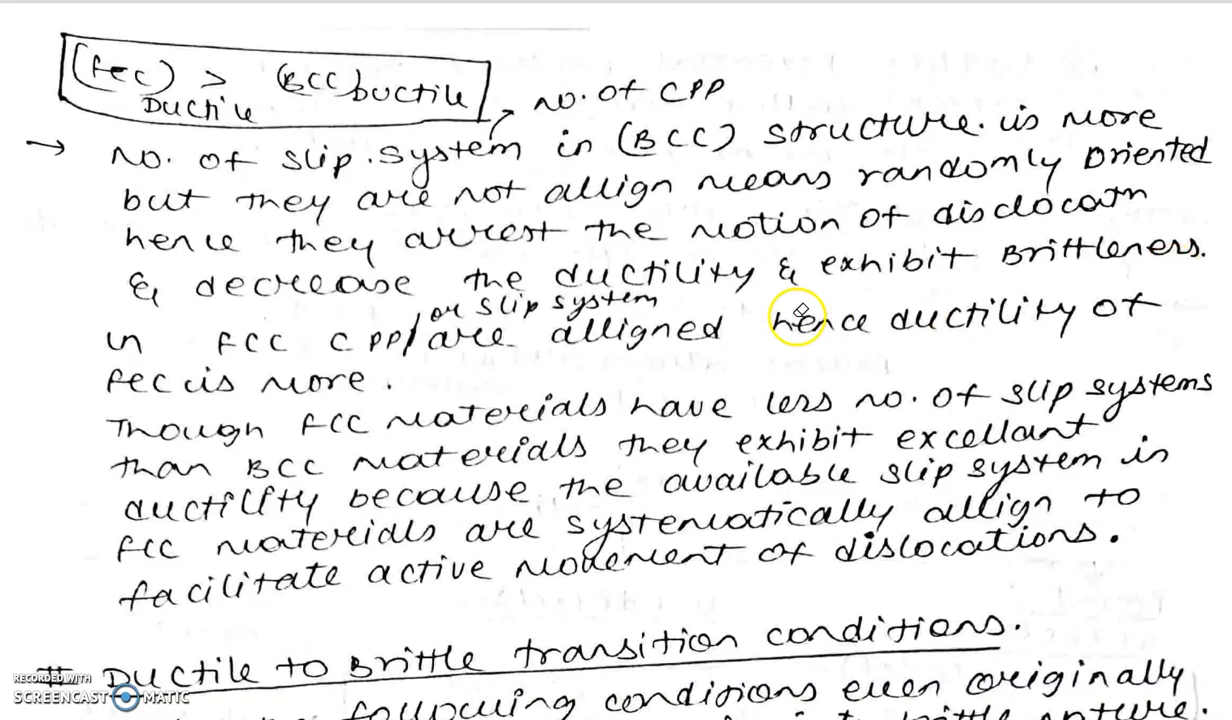 (FCC) Ductile > (BCC) Ductile
No. of CPP
→ No. of slip system in (BCC) structure is more
but they are not allign means randomly oriented
hence they arrest the motion of disclocatn
& decrease the ductility & exhibit Brittleness.
in FCC CPP/or slip system are alligned hence ductility of
FCC is more.
Though FCC materials have less no. of slip systems
than BCC materials they exhibit excellant
ductility because the available slip system in
FCC materials are systematically allign to
facilitate active movement of dislocations.
# Ductile to Brittle transition conditions.
following conditions even originally
RECORDED WITH
SCREENCAST MATIC